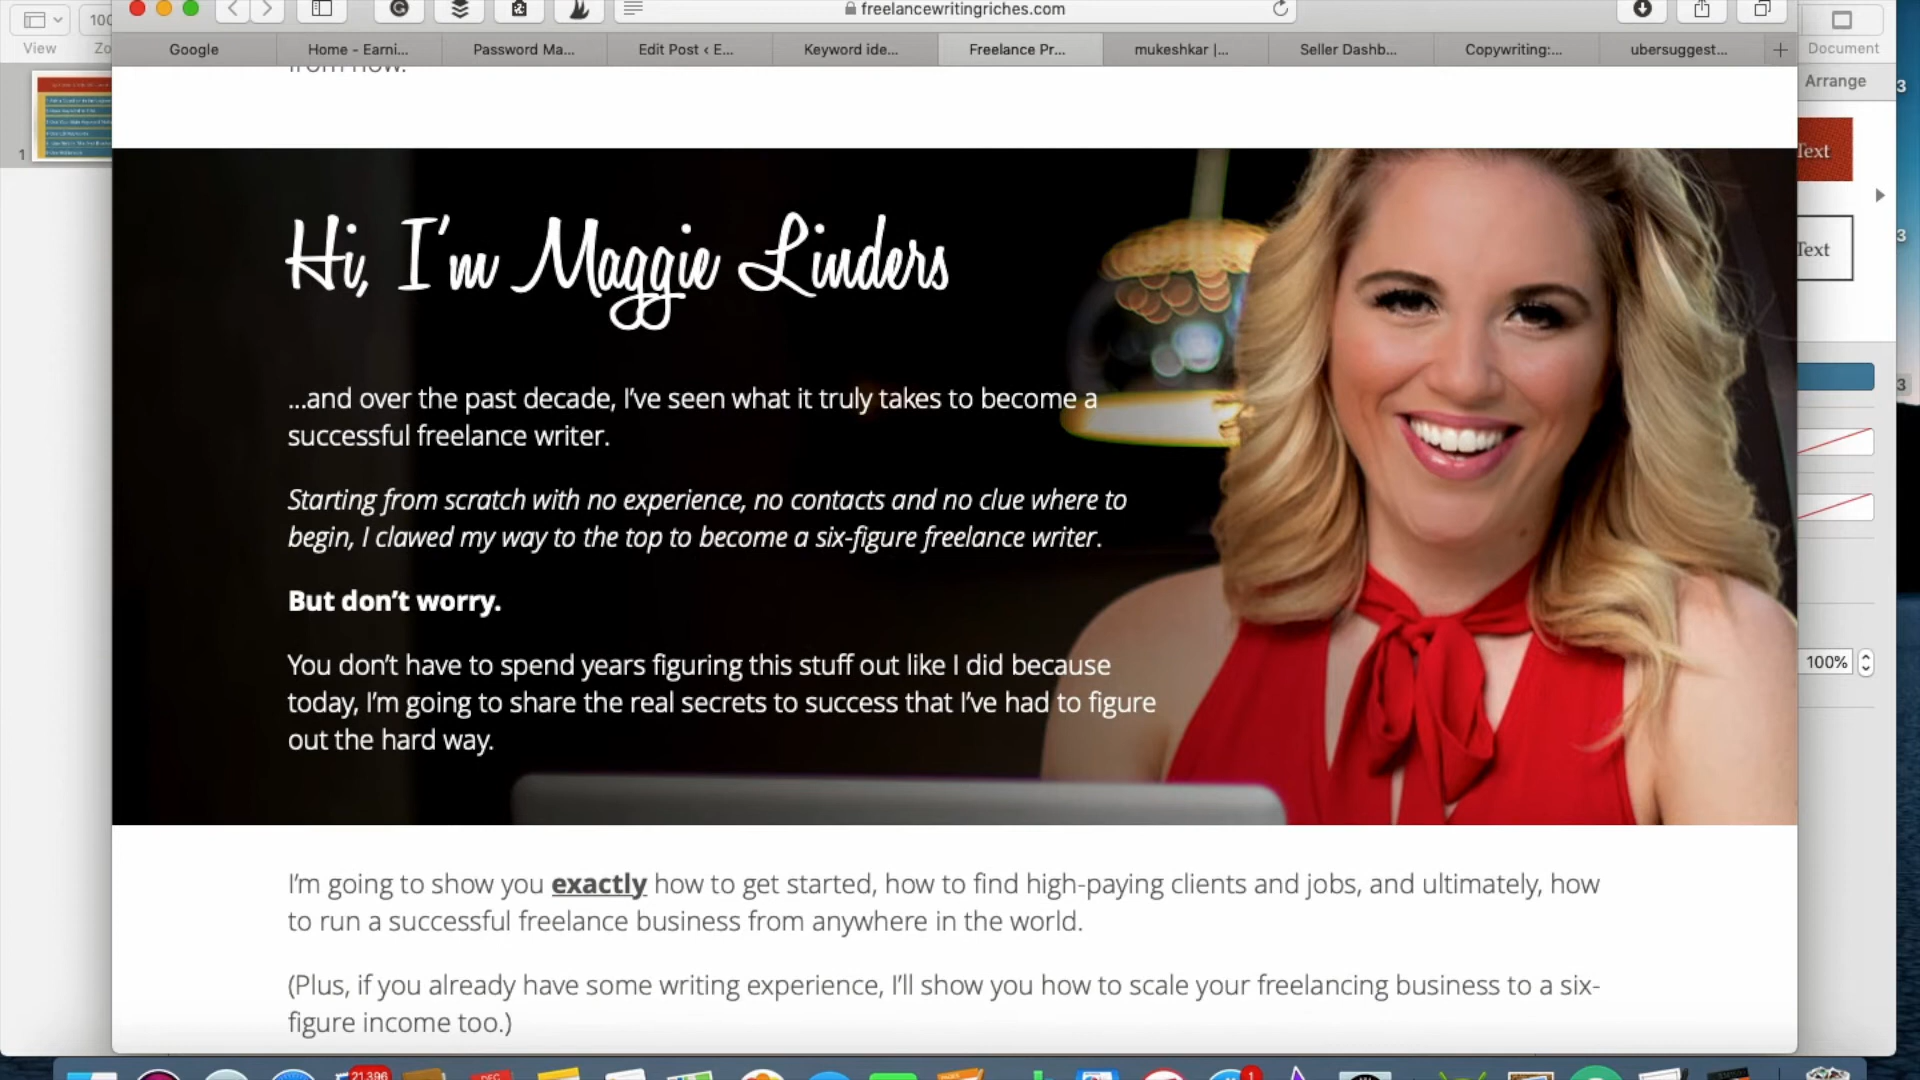 freelancewritingriches.com
View
Document
Google
Home - Earni...
Password Ma...
Edit Post ‹ E...
Keyword ide...
Freelance Pr...
mukeshkar |...
Seller Dashb...
Copywriting:...
ubersuggest...
Arrange
Text
Text
100%
1
3
3
3
Hi, I'm Maggie Linders
...and over the past decade, I've seen what it truly takes to become a
successful freelance writer.
Starting from scratch with no experience, no contacts and no clue where to
begin, I clawed my way to the top to become a six-figure freelance writer.
But don't worry.
You don't have to spend years figuring this stuff out like I did because
today, I'm going to share the real secrets to success that I've had to figure
out the hard way.
I'm going to show you exactly how to get started, how to find high-paying clients and jobs, and ultimately, how
to run a successful freelance business from anywhere in the world.
(Plus, if you already have some writing experience, I'll show you how to scale your freelancing business to a six-
figure income too.)
21,396
DEC
1